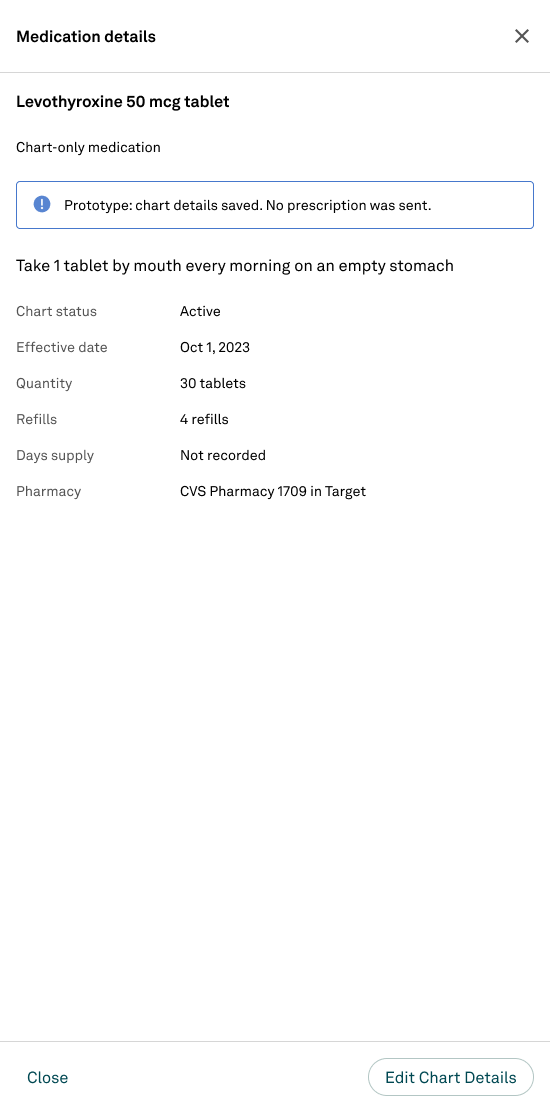 Medication details
Levothyroxine 50 mcg tablet
Chart-only medication
Prototype: chart details saved. No prescription was sent.
Take 1 tablet by mouth every morning on an empty stomach
Chart status Active
Effective date Oct 1, 2023
Quantity 30 tablets
Refills 4 refills
Days supply Not recorded
Pharmacy CVS Pharmacy 1709 in Target
Close Edit Chart Details